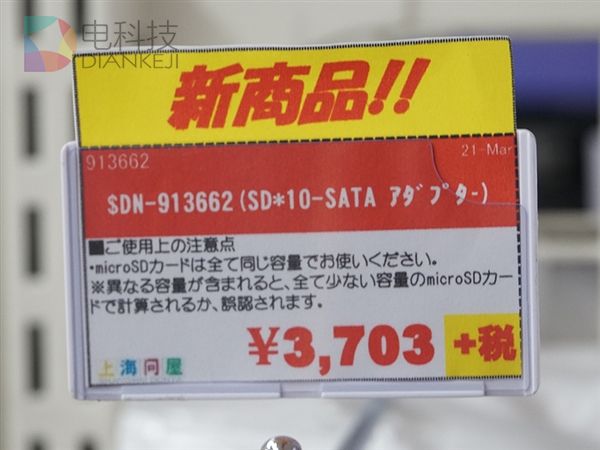 电科技
DIANKEJI
新商品!!
913662
21-Mar
SDN-913662(SD*10-SATA ｱﾀﾞﾌﾟﾀｰ)
■ご使用上の注意点
・microSDカードは全て同じ容量でお使いください。
※異なる容量が含まれると、全て少ない容量のmicroSDカー
ドで計算されるか、誤認されます。
¥3,703 +税
上海問屋